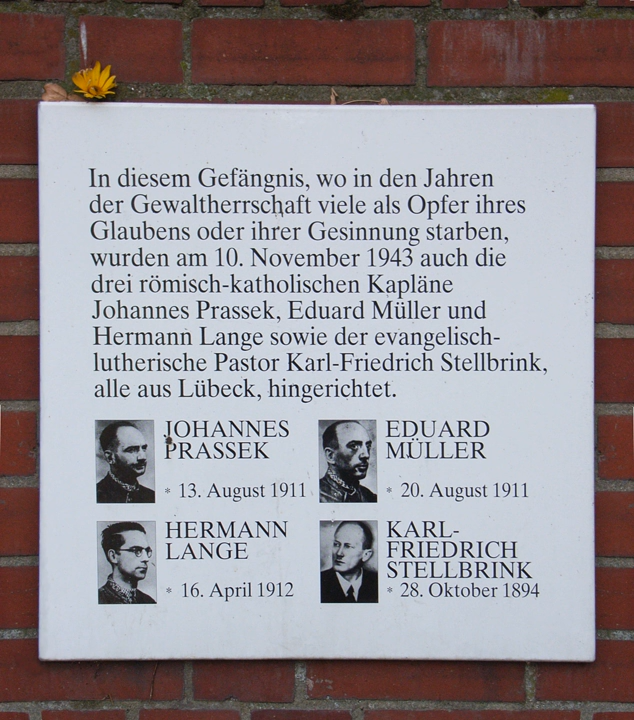 In diesem Gefängnis, wo in den Jahren
der Gewaltherrschaft viele als Opfer ihres
Glaubens oder ihrer Gesinnung starben,
wurden am 10. November 1943 auch die
drei römisch-katholischen Kapläne
Johannes Prassek, Eduard Müller und
Hermann Lange sowie der evangelisch-
lutherische Pastor Karl-Friedrich Stellbrink,
alle aus Lübeck, hingerichtet.
JOHANNES
PRASSEK
* 13. August 1911
EDUARD
MÜLLER
* 20. August 1911
HERMANN
LANGE
* 16. April 1912
KARL-
FRIEDRICH
STELLBRINK
* 28. Oktober 1894